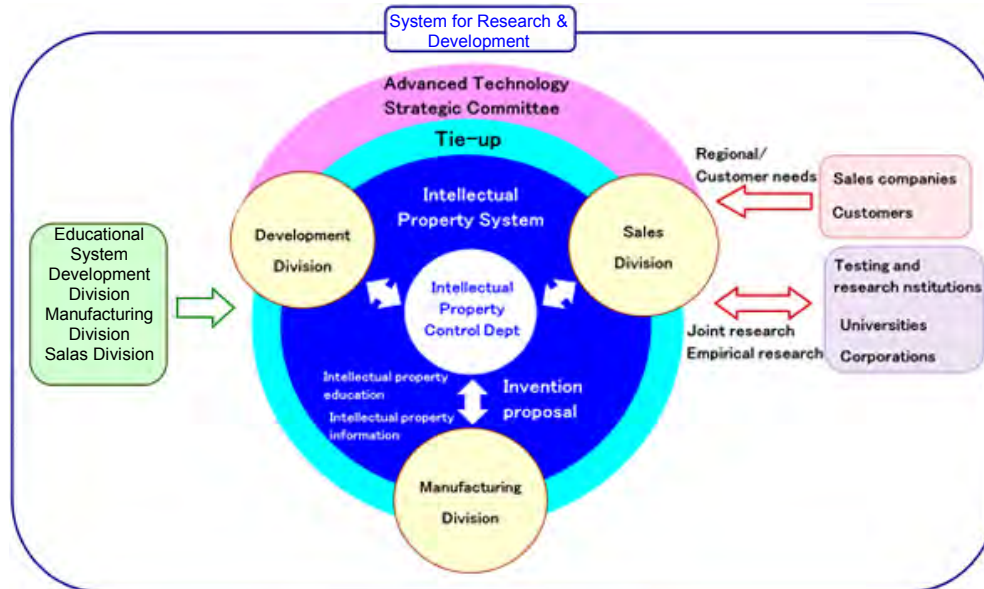 System for Research &
Development
Advanced Technology
Strategic Committee
Tie-up
Intellectual
Property System
Development
Division
Sales
Division
Intellectual
Property
Control Dept
Intellectual property
education
Intellectual property
information
Invention
proposal
Manufacturing
Division
Educational
System
Development
Division
Manufacturing
Division
Salas Division
Regional/
Customer needs
Sales companies
Customers
Joint research
Empirical research
Testing and
research nstitutions
Universities
Corporations